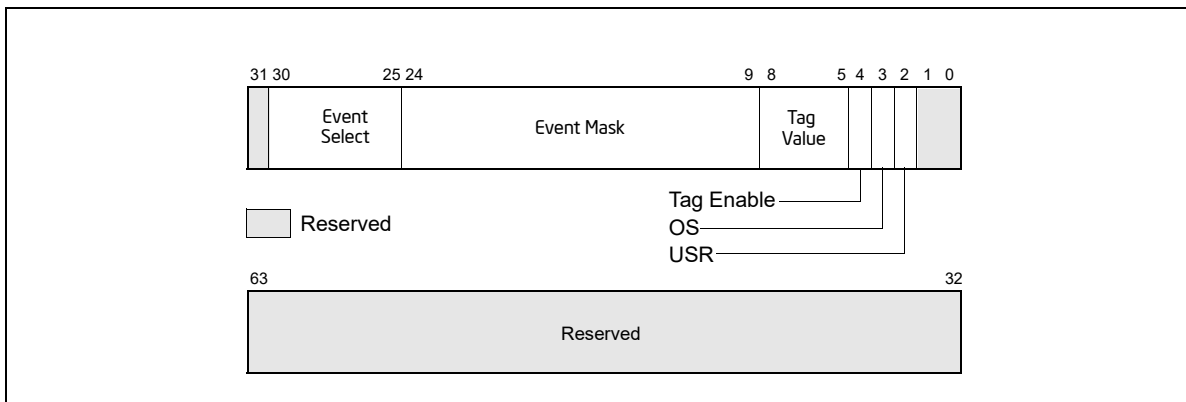 31 30 25 24 9 8 5 4 3 2 1 0
Event
Select
Event Mask
Tag
Value
Tag Enable
OS
USR
Reserved
63 32
Reserved